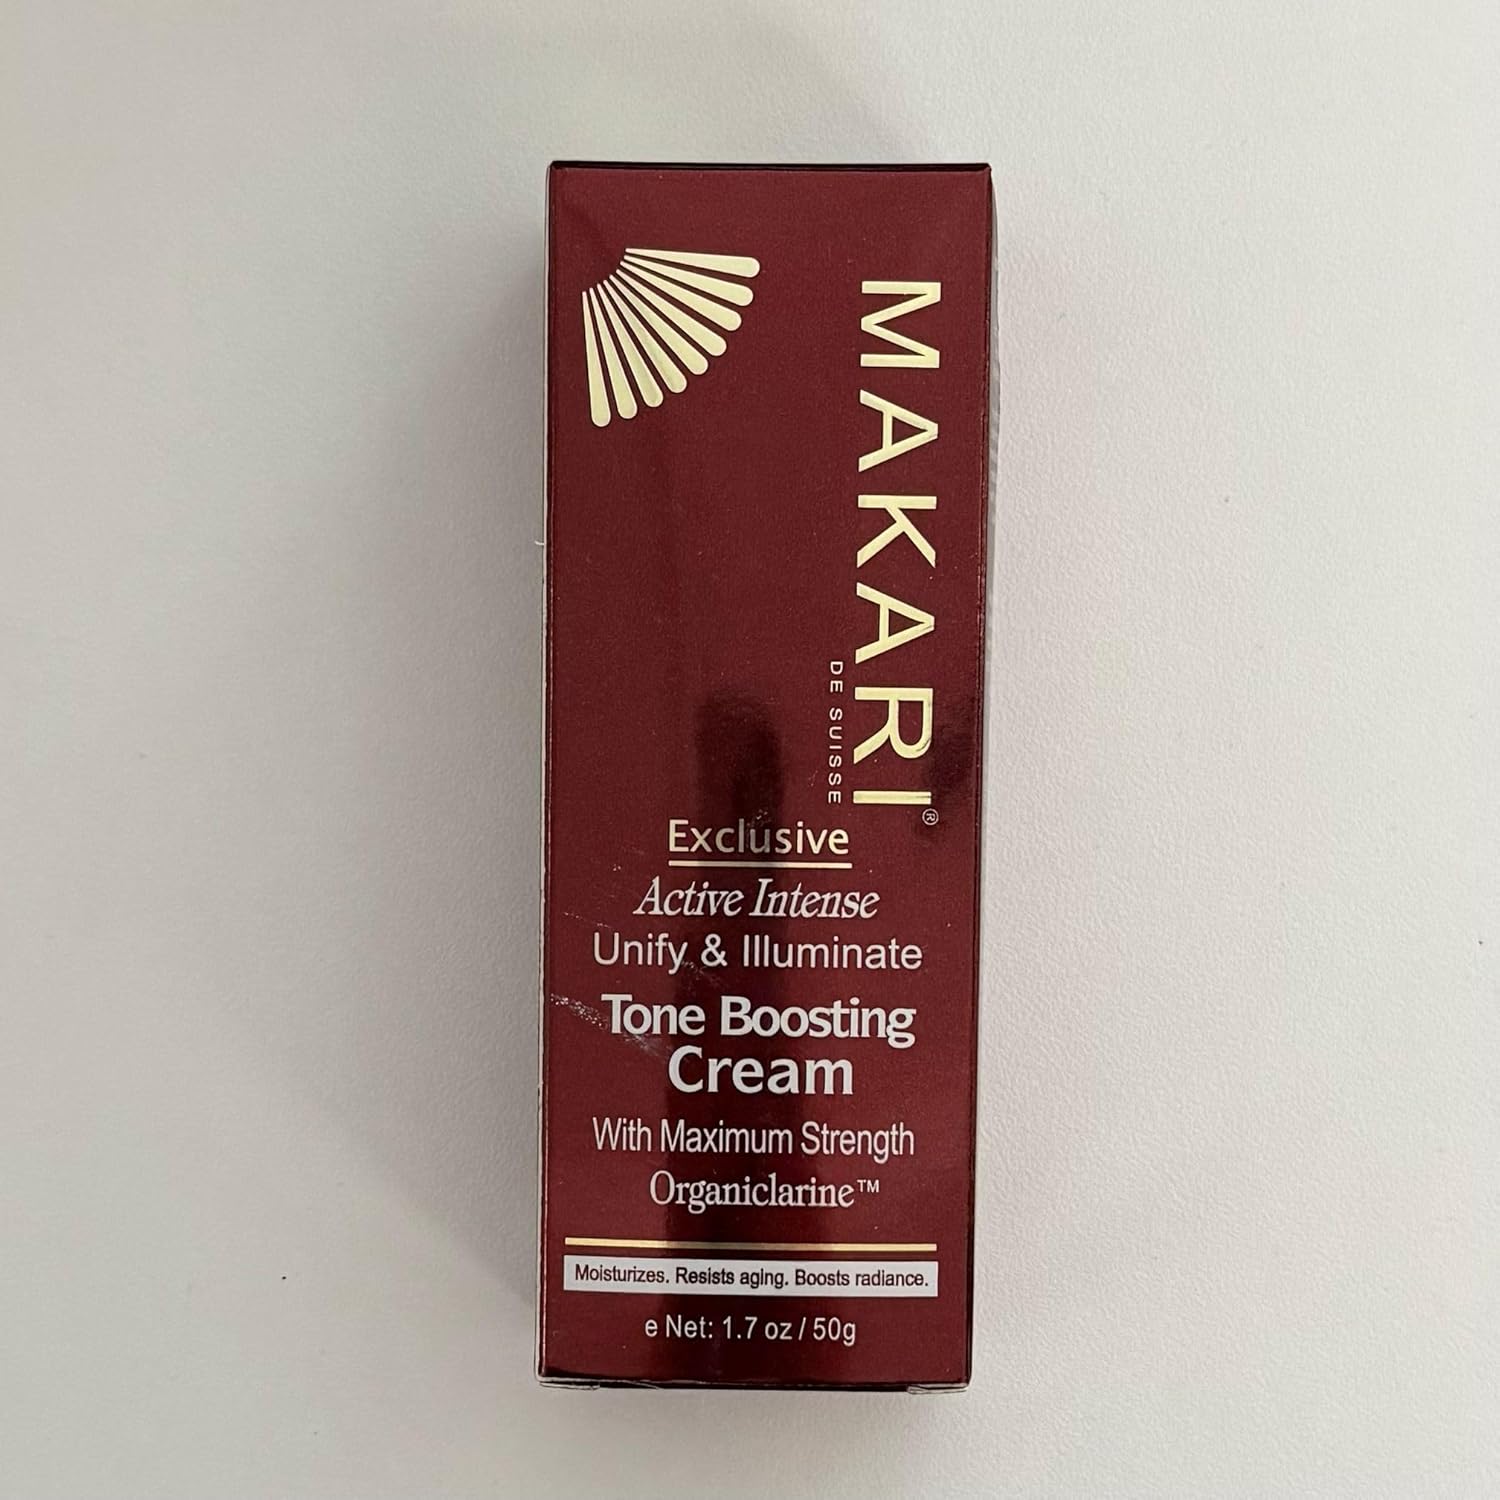 MAKARI®
DE SUISSE
Exclusive
Active Intense
Unify & Illuminate
Tone Boosting
Cream
With Maximum Strength
Organiclarine™
Moisturizes. Resists aging. Boosts radiance.
e Net: 1.7 oz / 50g